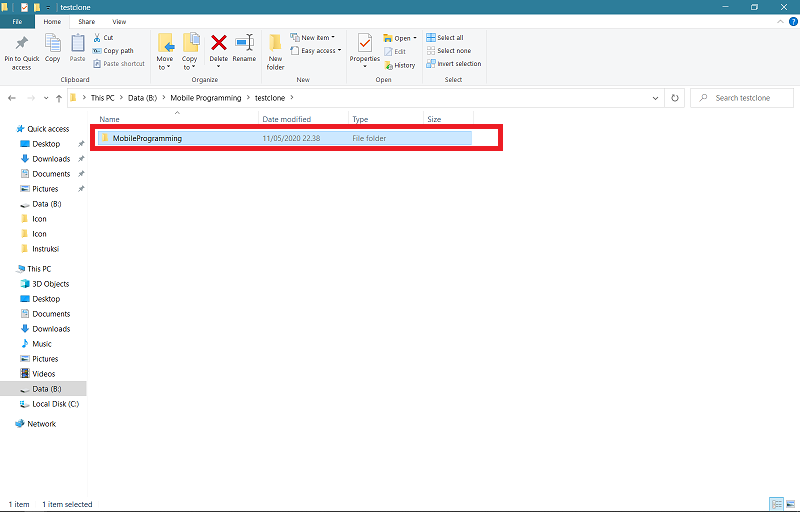 testclone
File Home Share View
Pin to Quick access
Copy
Paste
Cut
Copy path
Paste shortcut
Clipboard
Move to
Copy to
Delete
Rename
Organize
New folder
New item
Easy access
New
Properties
Open
Edit
History
Open
Select all
Select none
Invert selection
Select
This PC > Data (B:) > Mobile Programming > testclone >
Search testclone
Name Date modified Type Size
MobileProgramming 11/05/2020 22.38 File folder
Quick access
Desktop
Downloads
Documents
Pictures
Data (B:)
Icon
Icon
Instruksi
This PC
3D Objects
Desktop
Documents
Downloads
Music
Pictures
Videos
Data (B:)
Local Disk (C:)
Network
1 item 1 item selected